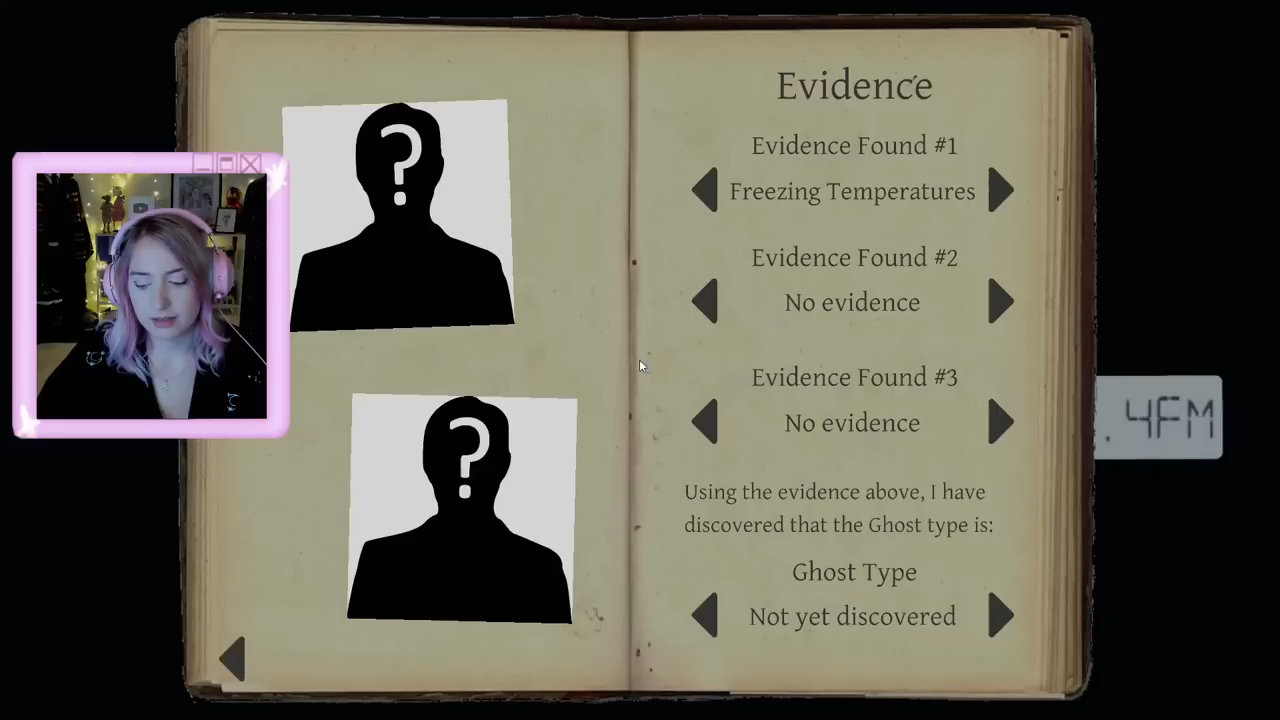 Evidence
Evidence Found #1
Freezing Temperatures
Evidence Found #2
No evidence
Evidence Found #3
No evidence
Using the evidence above, I have
discovered that the Ghost type is:
Ghost Type
Not yet discovered
?
?